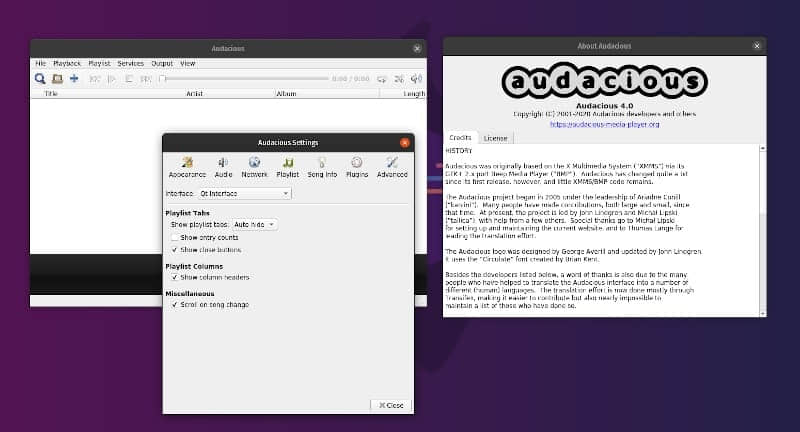 Audacious
File Playback Playlist Services Output View
0:00 / 0:00
Title Artist Album Length
Audacious Settings
Appearance Audio Network Playlist Song Info Plugins Advanced
Interface: Qt Interface
Playlist Tabs
Show playlist tabs: Auto-hide
Show entry counts
Show close buttons
Playlist Columns
Show column headers
Miscellaneous
Scroll on song change
Close
About Audacious
audacious
Audacious 4.0
Copyright (C) 2001-2020 Audacious developers and others
https://audacious-media-player.org
Credits License
HISTORY
Audacious was originally based on the X Multimedia System ("XMMS") via its
GTK+ 2.x port Beep Media Player ("BMP"). Audacious has changed quite a lot
since its first release, however, and little XMMS/BMP code remains.
The Audacious project began in 2005 under the leadership of Ariadne Conill
("kaniini"). Many people have made contributions, both large and small, since
that time. At present, the project is led by John Lindgren and Michał Lipski
("tallica"), with help from a few others. Special thanks go to Michał Lipski
for setting up and maintaining the current website, and to Thomas Lange for
leading the translation effort.
The Audacious logo was designed by George Averill and updated by John Lindgren.
It uses the "Circulate" font created by Brian Kent.
Besides the developers listed below, a word of thanks is also due to the many
people who have helped to translate the Audacious interface into a number of
different (human) languages. The translation effort is now done mostly through
Transifex, making it easier to contribute but also nearly impossible to
maintain a list of those who have done so.